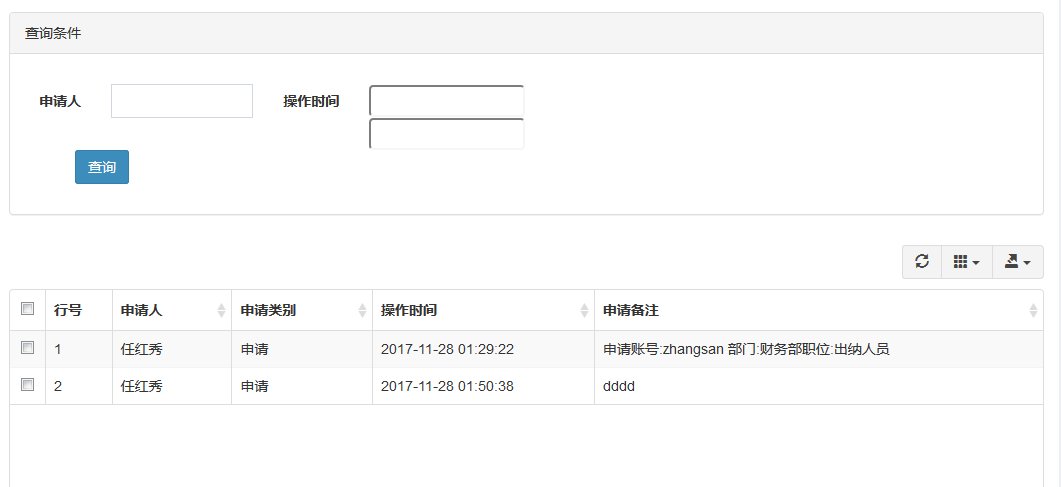 查询条件
申请人 操作时间
查询
行号 申请人 申请类别 操作时间 申请备注
1 任红秀 申请 2017-11-28 01:29:22 申请账号:zhangsan 部门:财务部职位:出纳人员
2 任红秀 申请 2017-11-28 01:50:38 dddd